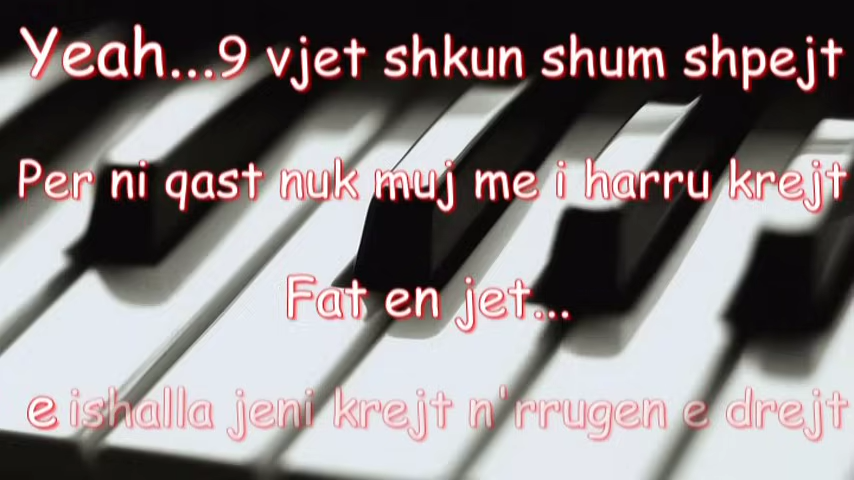 Yeah...9 vjet shkun shum shpejt
Per ni qast nuk muj me i harru krejt
Fat en jet...
e ishalla jeni krejt n'rrugen e drejt